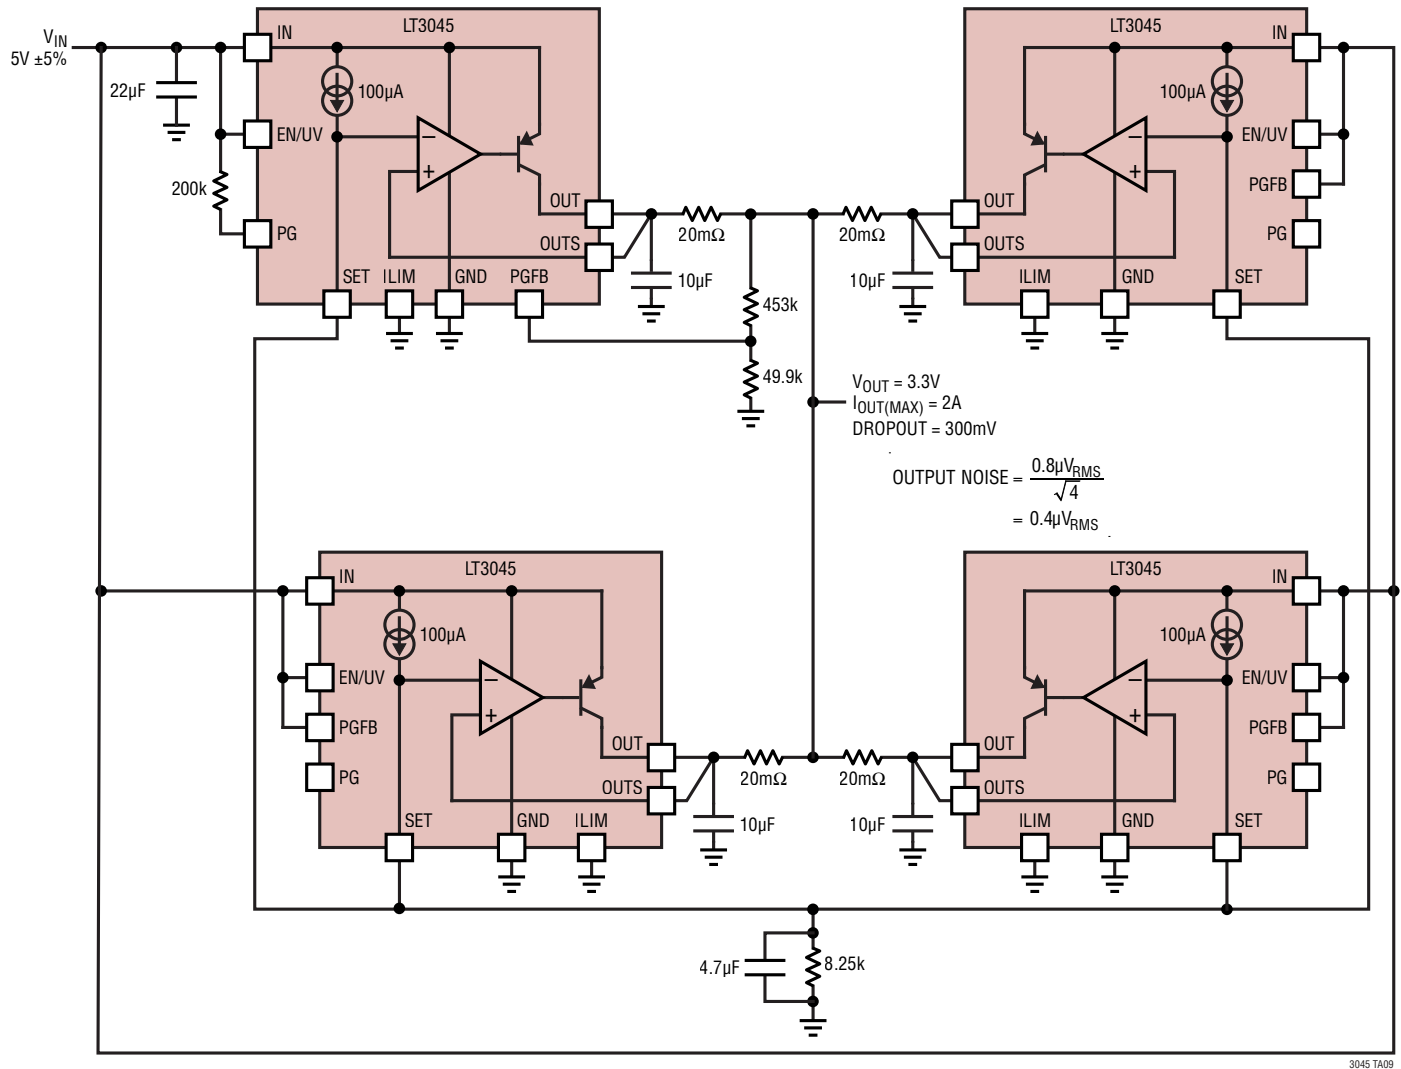 LT3045
IN
VIN
5V ±5%
22µF
100µA
EN/UV
−
+
200k
PG
OUT
OUTS
SET
ILIM
GND
PGFB
20mΩ
10µF
453k
49.9k
LT3045
IN
100µA
EN/UV
−
+
PGFB
PG
OUT
OUTS
ILIM
GND
SET
20mΩ
10µF
VOUT = 3.3V
IOUT(MAX) = 2A
DROPOUT = 300mV
OUTPUT NOISE = 0.8µVRMS
√4
= 0.4µVRMS
LT3045
IN
100µA
EN/UV
−
+
PGFB
PG
OUT
OUTS
SET
GND
ILIM
20mΩ
10µF
LT3045
IN
100µA
EN/UV
−
+
PGFB
PG
OUT
OUTS
ILIM
GND
SET
20mΩ
10µF
4.7µF
8.25k
3045 TA09